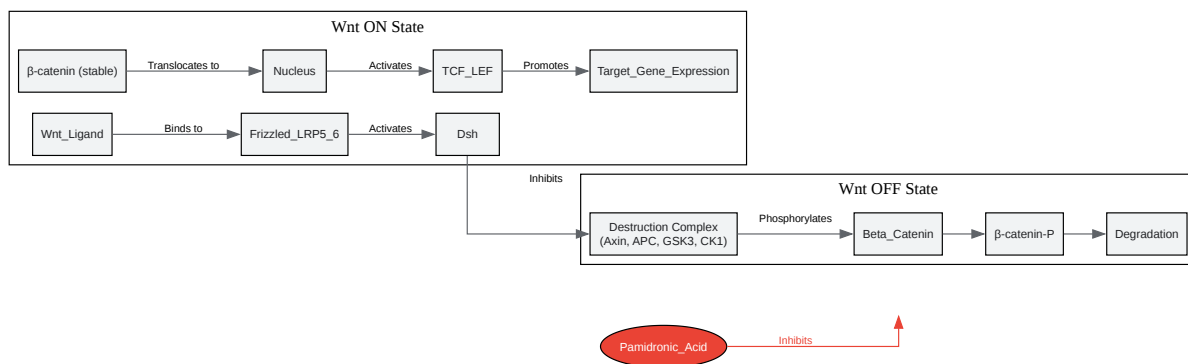 Wnt ON State
β-catenin (stable)
Translocates to
Nucleus
Activates
TCF_LEF
Promotes
Target_Gene_Expression
Wnt_Ligand
Binds to
Frizzled_LRP5_6
Activates
Dsh
Inhibits
Wnt OFF State
Destruction Complex
(Axin, APC, GSK3, CK1)
Phosphorylates
Beta_Catenin
β-catenin-P
Degradation
Pamidronic_Acid
Inhibits